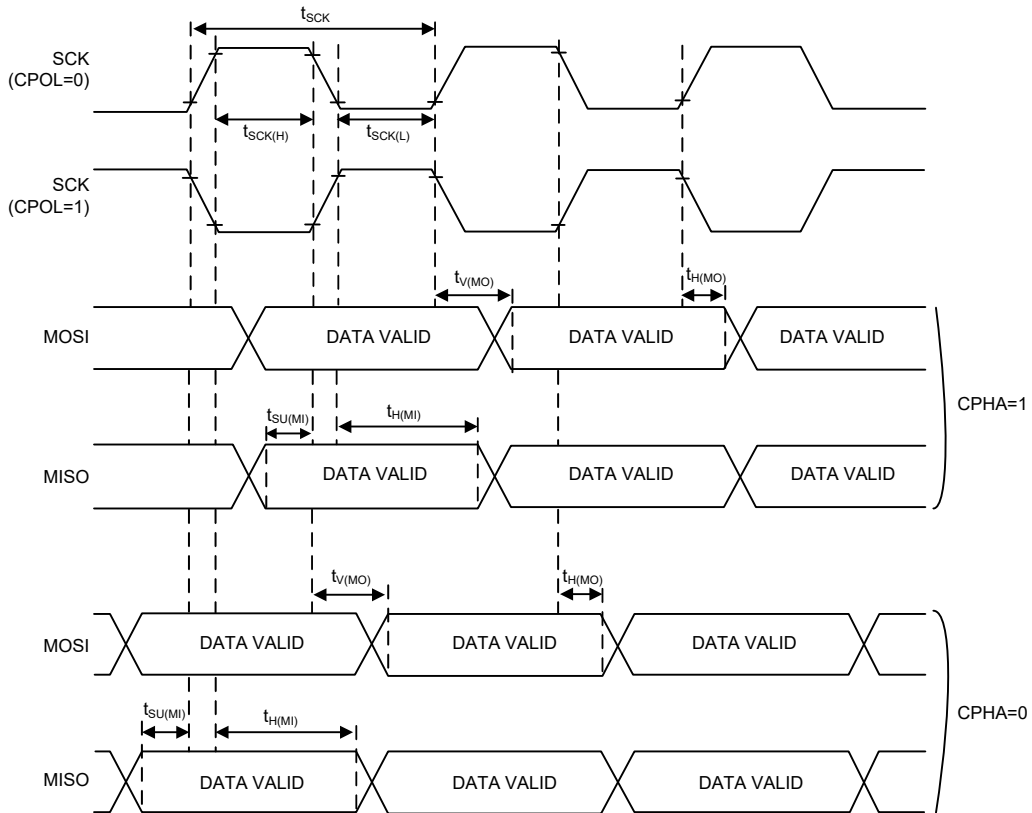 tSCK
SCK
(CPOL=0)
tSCK(H) tSCK(L)
SCK
(CPOL=1)
tV(MO) tH(MO)
MOSI DATA VALID DATA VALID DATA VALID
CPHA=1
tSU(MI) tH(MI)
MISO DATA VALID DATA VALID DATA VALID
tV(MO) tH(MO)
MOSI DATA VALID DATA VALID DATA VALID
CPHA=0
tSU(MI) tH(MI)
MISO DATA VALID DATA VALID DATA VALID